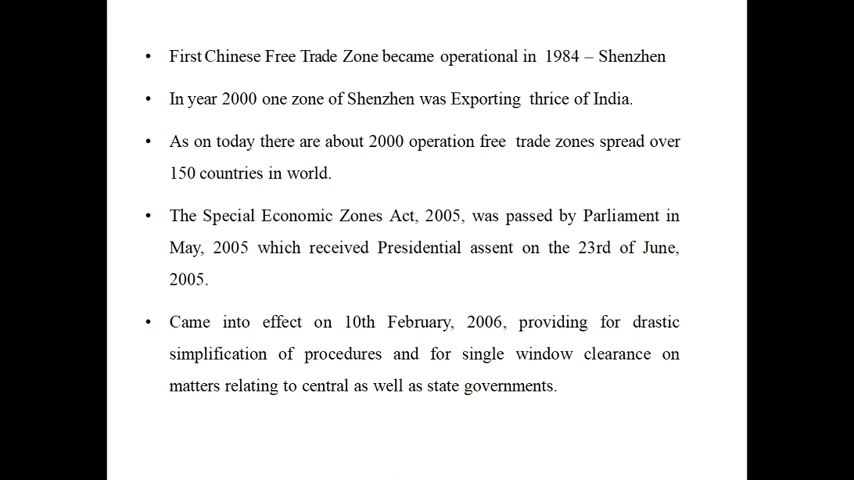 • First Chinese Free Trade Zone became operational in 1984 – Shenzhen
• In year 2000 one zone of Shenzhen was Exporting thrice of India.
• As on today there are about 2000 operation free trade zones spread over
150 countries in world.
• The Special Economic Zones Act, 2005, was passed by Parliament in
May, 2005 which received Presidential assent on the 23rd of June,
2005.
• Came into effect on 10th February, 2006, providing for drastic
simplification of procedures and for single window clearance on
matters relating to central as well as state governments.